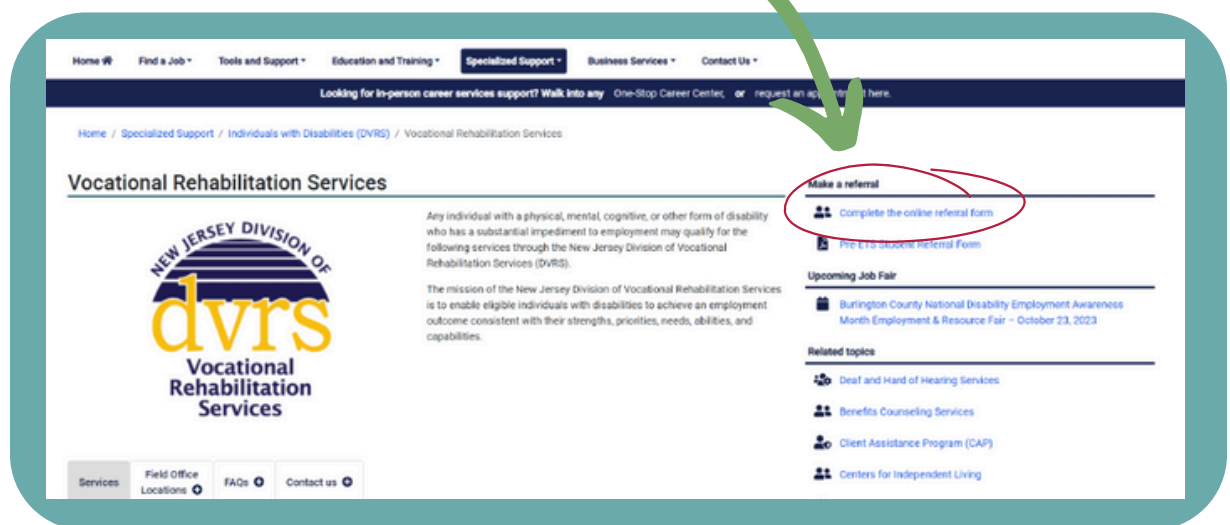 Home Find a Job Tools and Support Education and Training Specialized Support Business Services Contact Us
Looking for in-person career services support? Walk into any One-Stop Career Center, or request an appointment here.
Home / Specialized Support / Individuals with Disabilities (DVRS) / Vocational Rehabilitation Services
Vocational Rehabilitation Services
NEW JERSEY DIVISION OF
dvrs
Vocational
Rehabilitation
Services
Any individual with a physical, mental, cognitive, or other form of disability
who has a substantial impediment to employment may qualify for the
following services through the New Jersey Division of Vocational
Rehabilitation Services (DVRS).
The mission of the New Jersey Division of Vocational Rehabilitation Services
is to enable eligible individuals with disabilities to achieve an employment
outcome consistent with their strengths, priorities, needs, abilities, and
capabilities.
Make a referral
Complete the online referral form
Pre-ETS Student Referral Form
Upcoming Job Fair
Burlington County National Disability Employment Awareness
Month Employment & Resource Fair – October 23, 2023
Related topics
Deaf and Hard of Hearing Services
Benefits Counseling Services
Client Assistance Program (CAP)
Centers for Independent Living
Services
Field Office
Locations
FAQs
Contact us